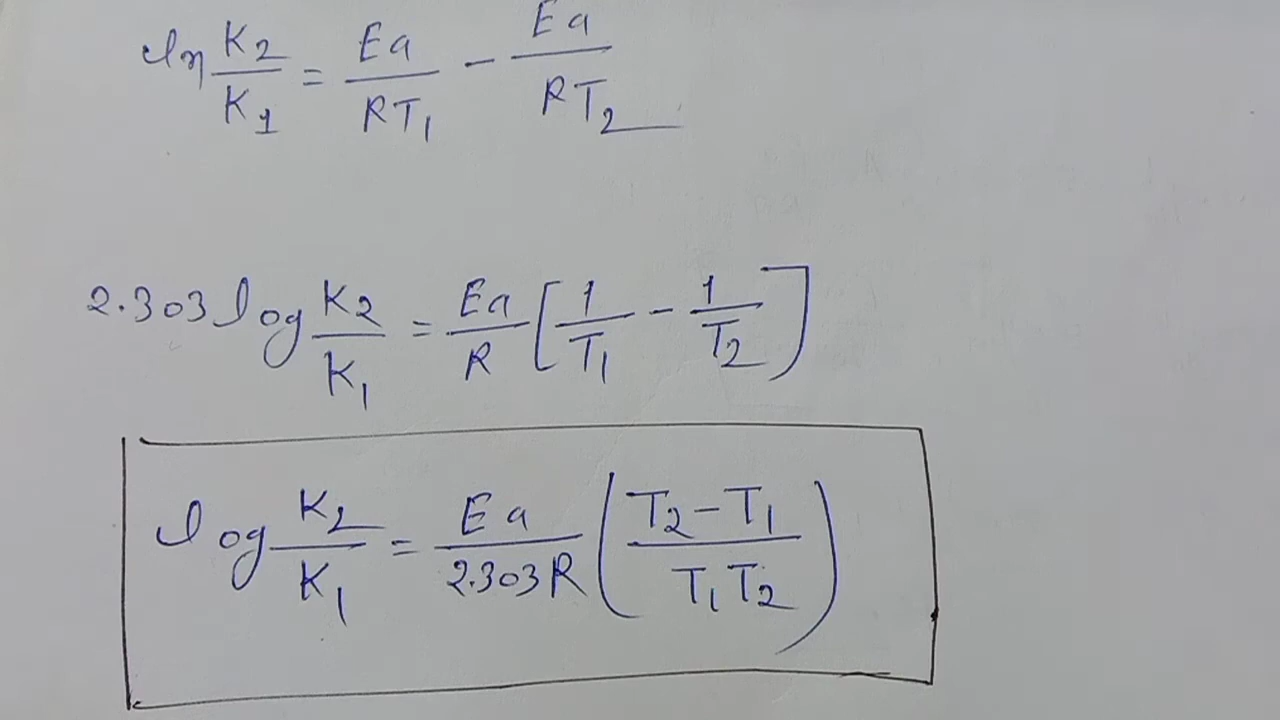 ln K2/K1 = Ea/RT1 - Ea/RT2
2.303 log K2/K1 = Ea/R [1/T1 - 1/T2]
log K2/K1 = Ea/2.303R (T2-T1/T1T2)